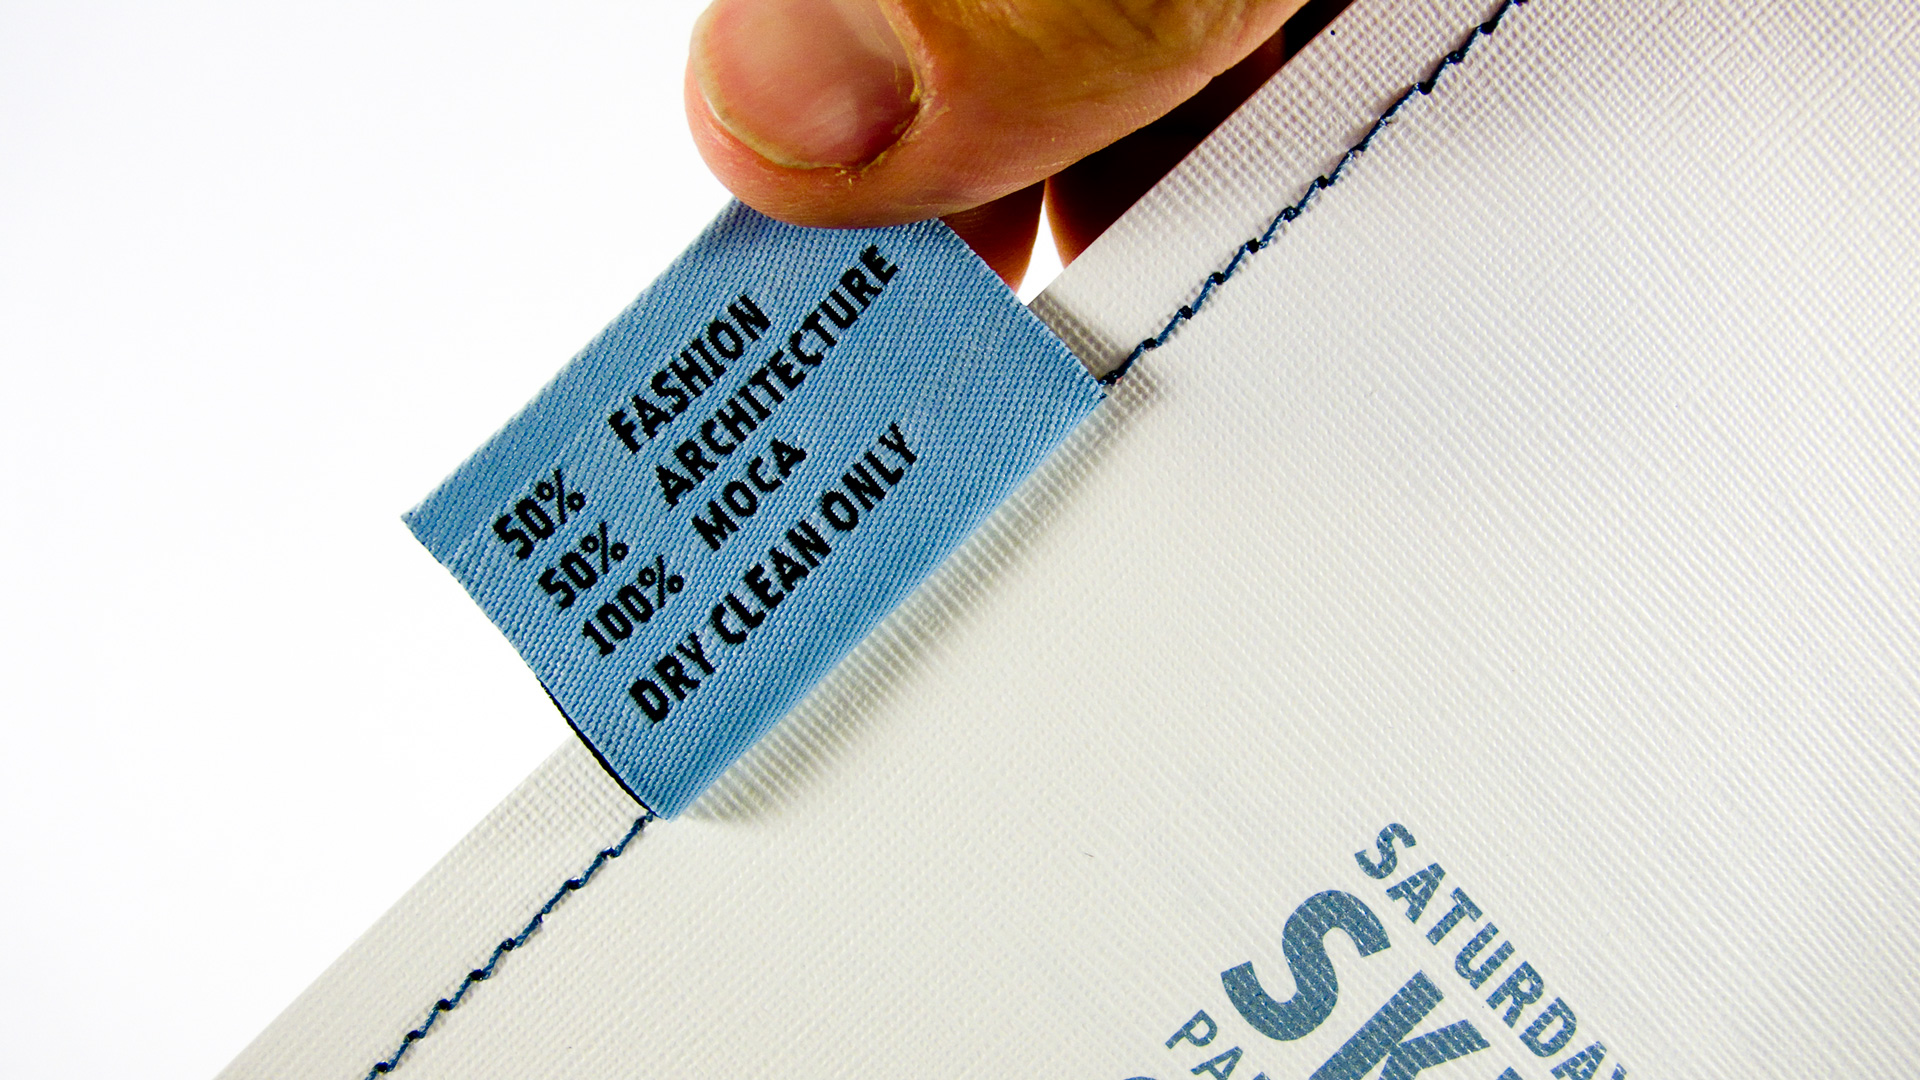 50% FASHION
50% ARCHITECTURE
100% MOCA
DRY CLEAN ONLY
SATURDAY